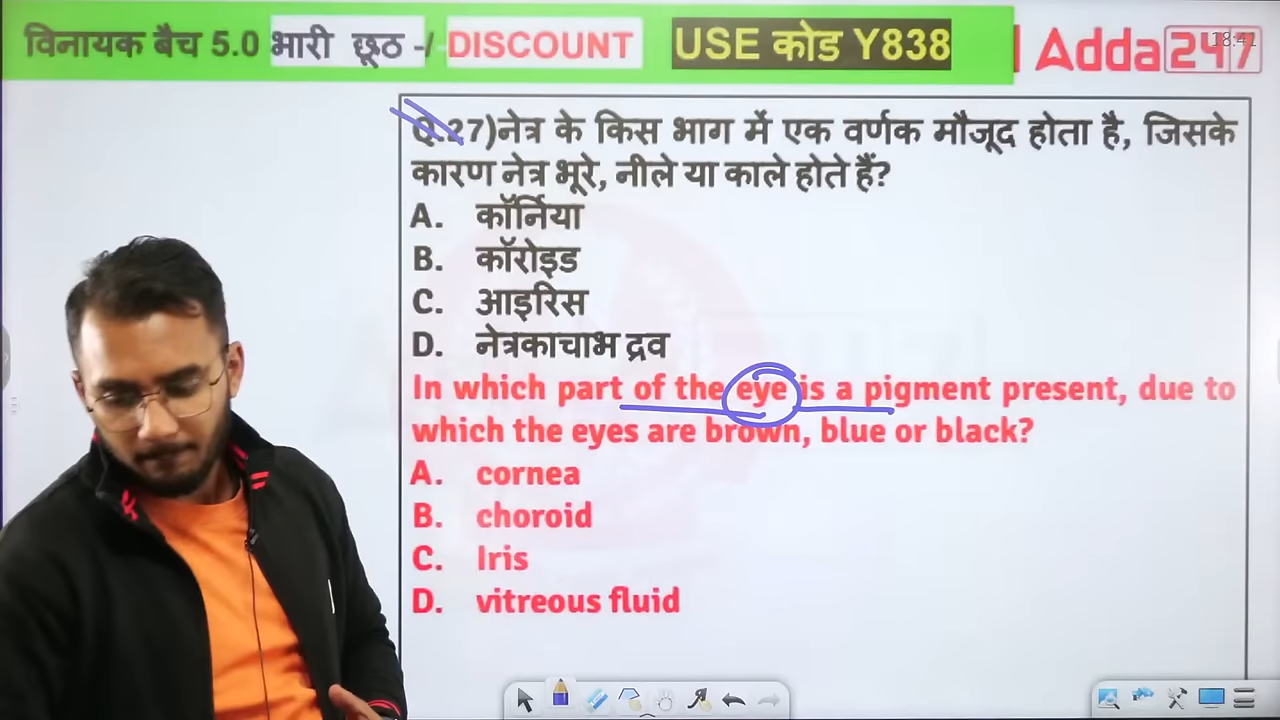 विनायक बैच 5.0 भारी छूठ -/ DISCOUNT USE कोड Y838 Adda 247
18:41
Q.27)नेत्र के किस भाग में एक वर्णक मौजूद होता है, जिसके
कारण नेत्र भूरे, नीले या काले होते हैं?
A. कॉर्निया
B. कॉरोइड
C. आइरिस
D. नेत्रकाचाभ द्रव
In which part of the eye is a pigment present, due to
which the eyes are brown, blue or black?
A. cornea
B. choroid
C. Iris
D. vitreous fluid